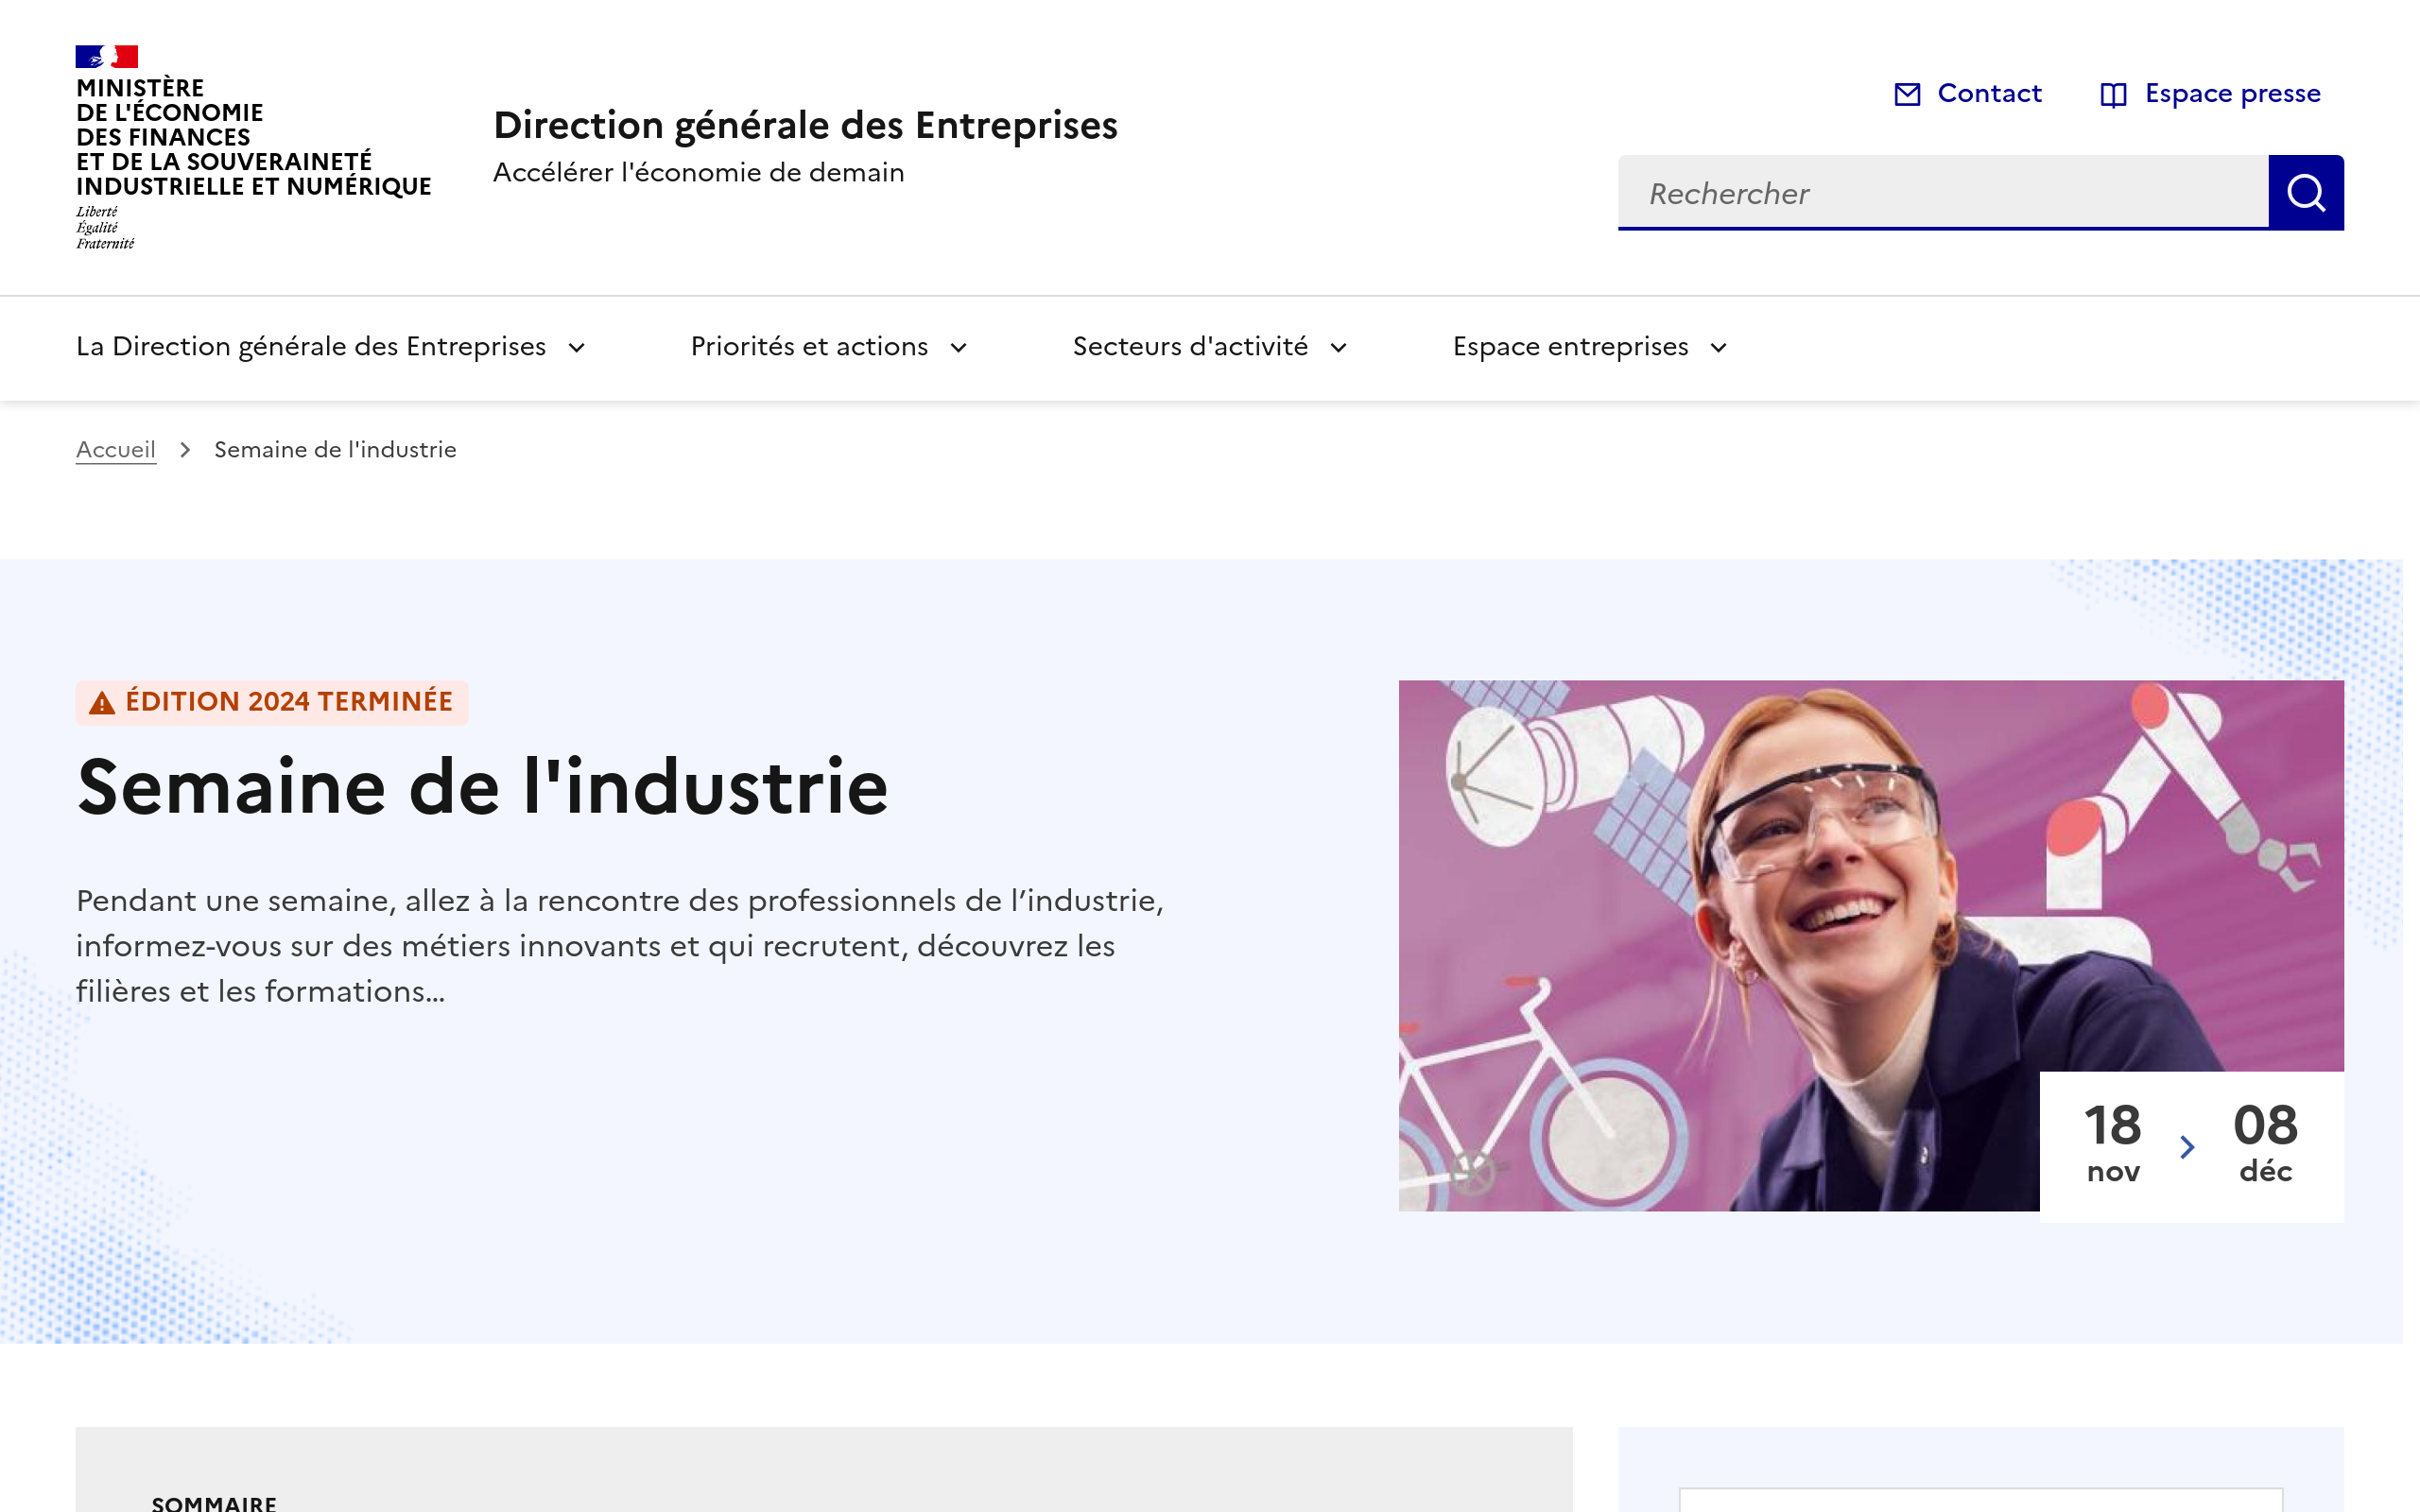 MINISTÈRE
DE L'ÉCONOMIE
DES FINANCES
ET DE LA SOUVERAINETÉ
INDUSTRIELLE ET NUMÉRIQUE
Liberté
Égalité
Fraternité
Direction générale des Entreprises
Accélérer l'économie de demain
Contact
Espace presse
Rechercher
La Direction générale des Entreprises
Priorités et actions
Secteurs d'activité
Espace entreprises
Accueil
Semaine de l'industrie
ÉDITION 2024 TERMINÉE
Semaine de l'industrie
Pendant une semaine, allez à la rencontre des professionnels de l’industrie,
informez-vous sur des métiers innovants et qui recrutent, découvrez les
filières et les formations...
18
nov
08
déc
SOMMAIRE